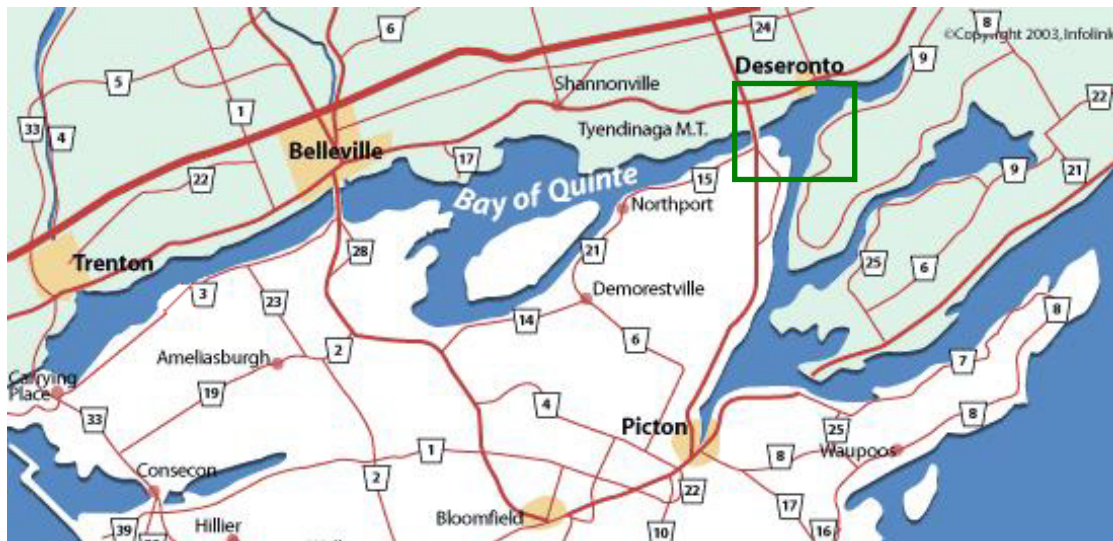 6
24
8
©Copyright 2003, Infolink
Deseronto
9
5
Shannonville
22
1
33
4
Tyendinaga M.T.
Belleville
17
9
21
22
15
Bay of Quinte
Northport
Trenton
28
21
25
6
3
23
Demorestville
14
8
6
2
Ameliasburgh
7
Carrying
Place
19
4
8
33
Picton
25
1
8
Waupoos
Consecon
2
22
17
Bloomfield
39
Hillier
10
16